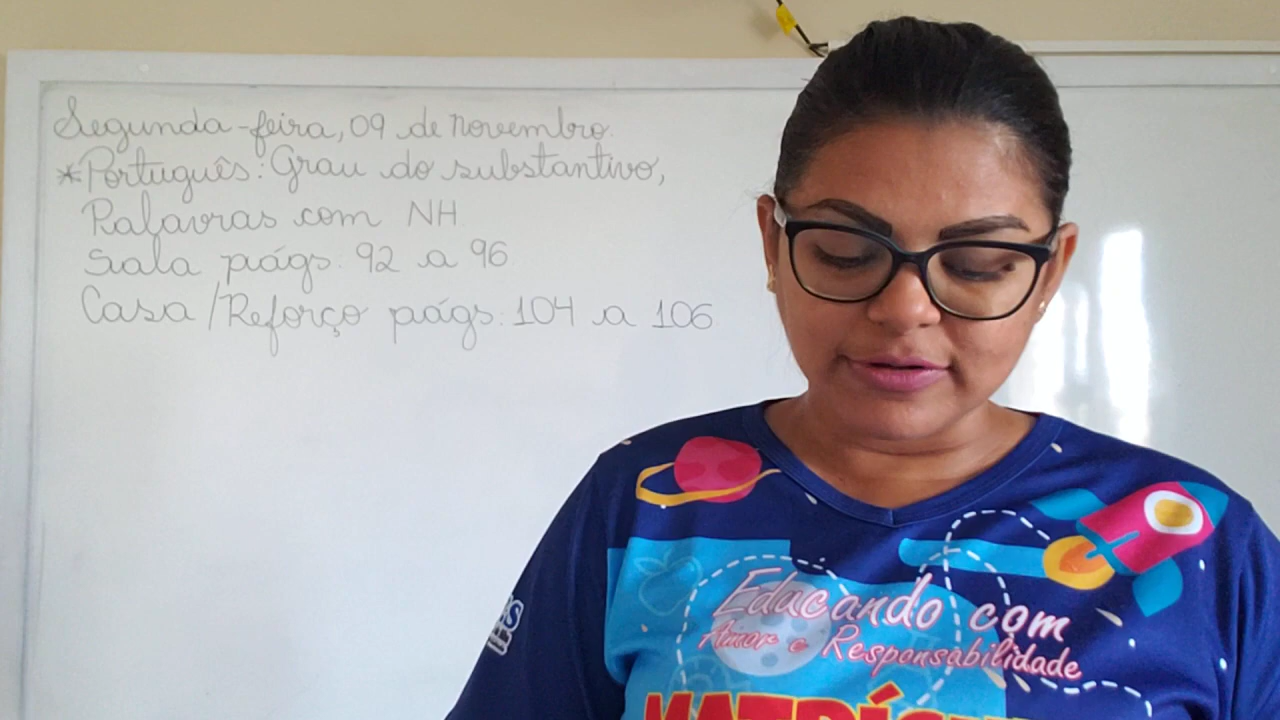 Segunda-feira, 09 de novembro.
*Português: Grau do substantivo,
Palavras com NH.
Sala págs: 92 a 96
Casa/Reforço págs: 104 a 106
Educando com
Amor e Responsabilidade